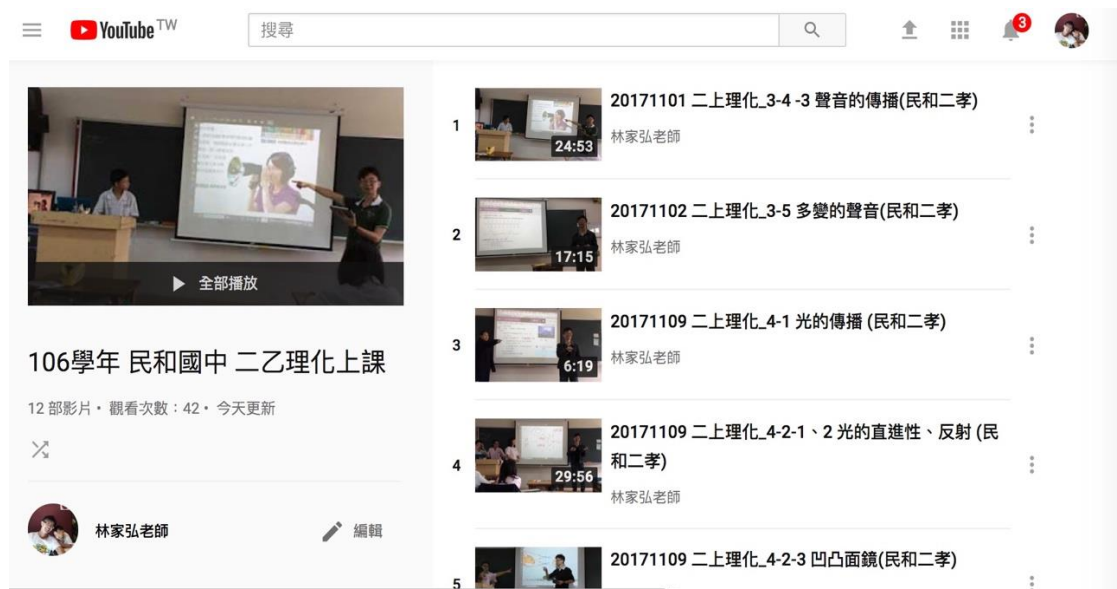 YouTube TW
搜尋
3
全部播放
106學年 民和國中 二乙理化上課
12 部影片・ 觀看次數：42・ 今天更新
林家弘老師
編輯
1
24:53
20171101 二上理化_3-4 -3 聲音的傳播(民和二孝)
林家弘老師
2
17:15
20171102 二上理化_3-5 多變的聲音(民和二孝)
林家弘老師
3
6:19
20171109 二上理化_4-1 光的傳播 (民和二孝)
林家弘老師
4
29:56
20171109 二上理化_4-2-1、2 光的直進性、反射 (民
和二孝)
林家弘老師
5
20171109 二上理化_4-2-3 凹凸面鏡(民和二孝)